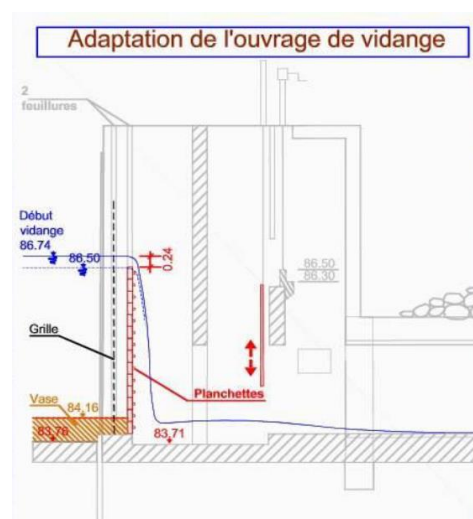 Adaptation de l'ouvrage de vidange
2
feuillures
Début
vidange
86.74
86.50
0.24
86.50
86.30
Grille
Planchettes
Vase
84.16
83.76
83.71